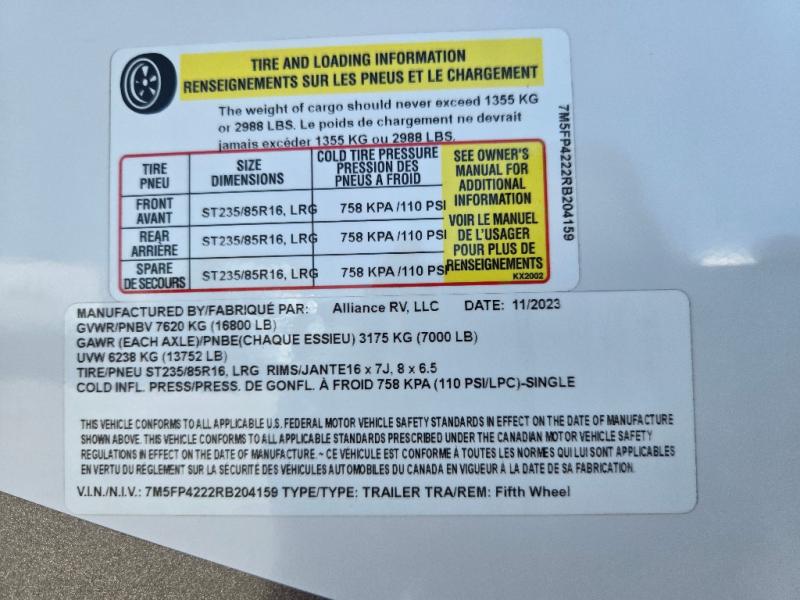 TIRE AND LOADING INFORMATION
RENSEIGNEMENTS SUR LES PNEUS ET LE CHARGEMENT
The weight of cargo should never exceed 1355 KG
or 2988 LBS. Le poids de chargement ne devrait
jamais excéder 1355 KG ou 2988 LBS.
TIRE
PNEU
SIZE
DIMENSIONS
COLD TIRE PRESSURE
PRESSION DES
PNEUS A FROID
FRONT
AVANT
ST235/85R16, LRG
758 KPA /110 PSI
REAR
ARRIÈRE
ST235/85R16, LRG
758 KPA /110 PSI
SPARE
DE SECOURS
ST235/85R16, LRG
758 KPA /110 PSI
SEE OWNER'S
MANUAL FOR
ADDITIONAL
INFORMATION
VOIR LE MANUEL
DE L'USAGER
POUR PLUS DE
RENSEIGNEMENTS
KX2002
7M5FP4222RB204159
MANUFACTURED BY/FABRIQUÉ PAR: Alliance RV, LLC DATE: 11/2023
GVWR/PNBV 7620 KG (16800 LB)
GAWR (EACH AXLE)/PNBE(CHAQUE ESSIEU) 3175 KG (7000 LB)
UVW 6238 KG (13752 LB)
TIRE/PNEU ST235/85R16, LRG RIMS/JANTE16 x 7J, 8 x 6.5
COLD INFL. PRESS/PRESS. DE GONFL. À FROID 758 KPA (110 PSI/LPC)-SINGLE
THIS VEHICLE CONFORMS TO ALL APPLICABLE U.S. FEDERAL MOTOR VEHICLE SAFETY STANDARDS IN EFFECT ON THE DATE OF MANUFACTURE
SHOWN ABOVE. THIS VEHICLE CONFORMS TO ALL APPLICABLE STANDARDS PRESCRIBED UNDER THE CANADIAN MOTOR VEHICLE SAFETY
REGULATIONS IN EFFECT ON THE DATE OF MANUFACTURE. ~ CE VÉHICULE EST CONFORME À TOUTES LES NORMES QUI LUI SONT APPLICABLES
EN VERTU DU RÈGLEMENT SUR LA SÉCURITÉ DES VÉHICULES AUTOMOBILES DU CANADA EN VIGUEUR À LA DATE DE SA FABRICATION.
V.I.N./N.I.V.: 7M5FP4222RB204159 TYPE/TYPE: TRAILER TRA/REM: Fifth Wheel